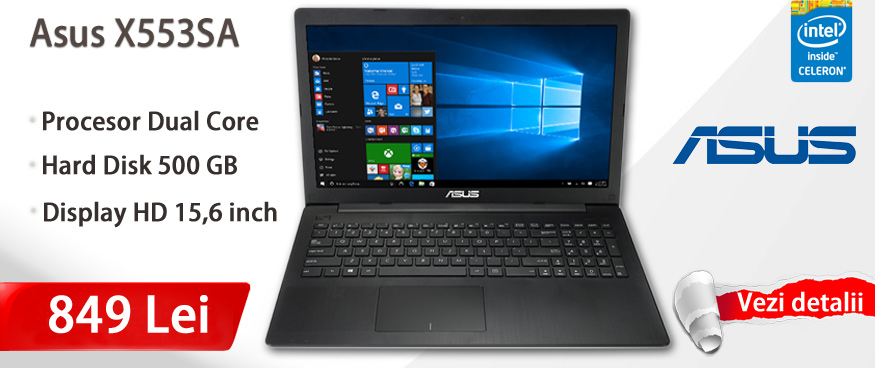 Asus X553SA
Procesor Dual Core
Hard Disk 500 GB
Display HD 15,6 inch
849 Lei
ASUS
intel
inside™
CELERON®
ASUS
Vezi detalii